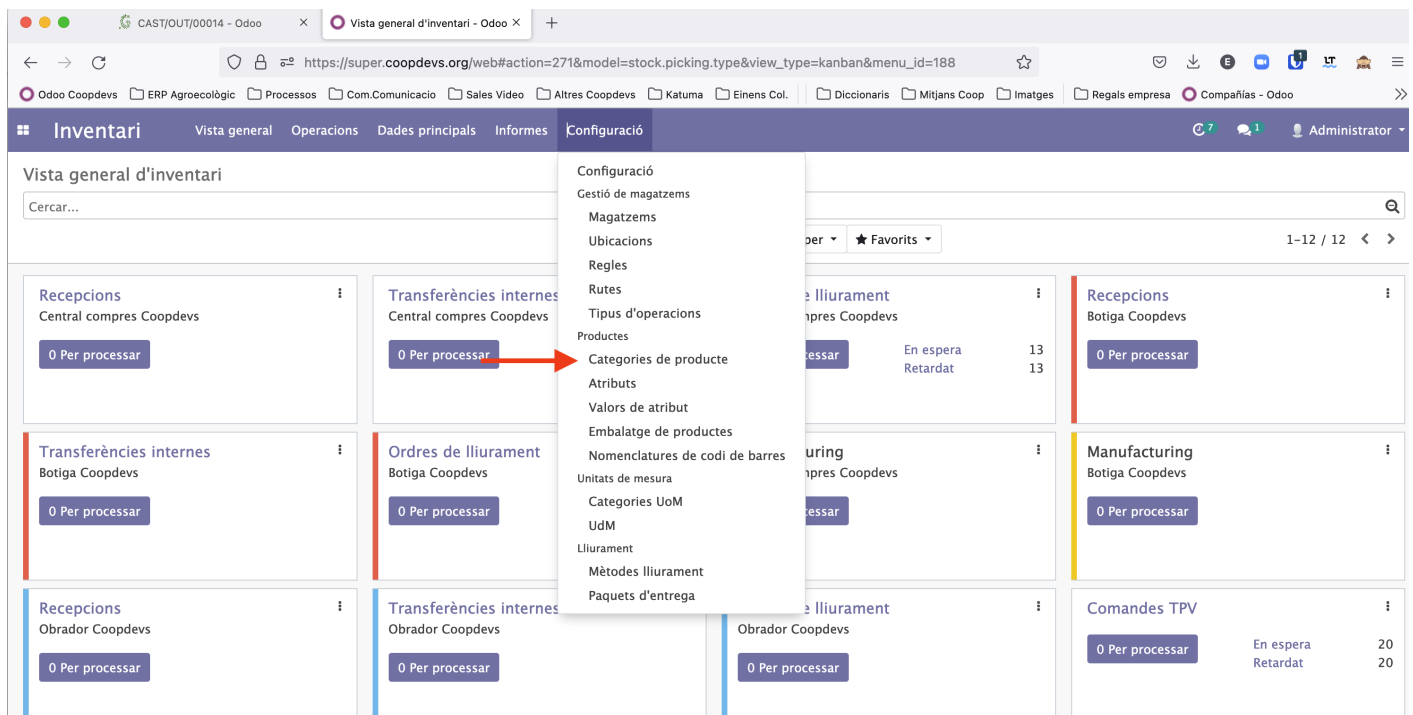 CAST/OUT/00014 - Odoo
Vista general d'inventari - Odoo
https://super.coopdevs.org/web#action=271&model=stock.picking.type&view_type=kanban&menu_id=188
Odoo Coopdevs ERP Agroecològic Processos Com.Comunicacio Sales Video Altres Coopdevs Katuma Einens Col. Diccionaris Mitjans Coop Imatges Regals empresa Compañías - Odoo
Inventari Vista general Operacions Dades principals Informes Configuració 7 1 Administrator
Vista general d'inventari
Cercar...
per Favorits 1-12 / 12
Configuració
Gestió de magatzems
Magatzems
Ubicacions
Regles
Rutes
Tipus d'operacions
Productes
Categories de producte
Atributs
Valors de atribut
Embalatge de productes
Nomenclatures de codi de barres
Unitats de mesura
Categories UoM
UdM
Lliurament
Mètodes lliurament
Paquets d'entrega
Recepcions
Central compres Coopdevs
0 Per processar
Transferències internes
Central compres Coopdevs
0 Per processar
e lliurament
mpres Coopdevs
cessar
En espera 13
Retardat 13
Recepcions
Botiga Coopdevs
0 Per processar
Transferències internes
Botiga Coopdevs
0 Per processar
Ordres de lliurament
Botiga Coopdevs
0 Per processar
uring
mpres Coopdevs
cessar
Manufacturing
Botiga Coopdevs
0 Per processar
Recepcions
Obrador Coopdevs
0 Per processar
Transferències internes
Obrador Coopdevs
0 Per processar
e lliurament
Obrador Coopdevs
0 Per processar
Comandes TPV
0 Per processar
En espera 20
Retardat 20